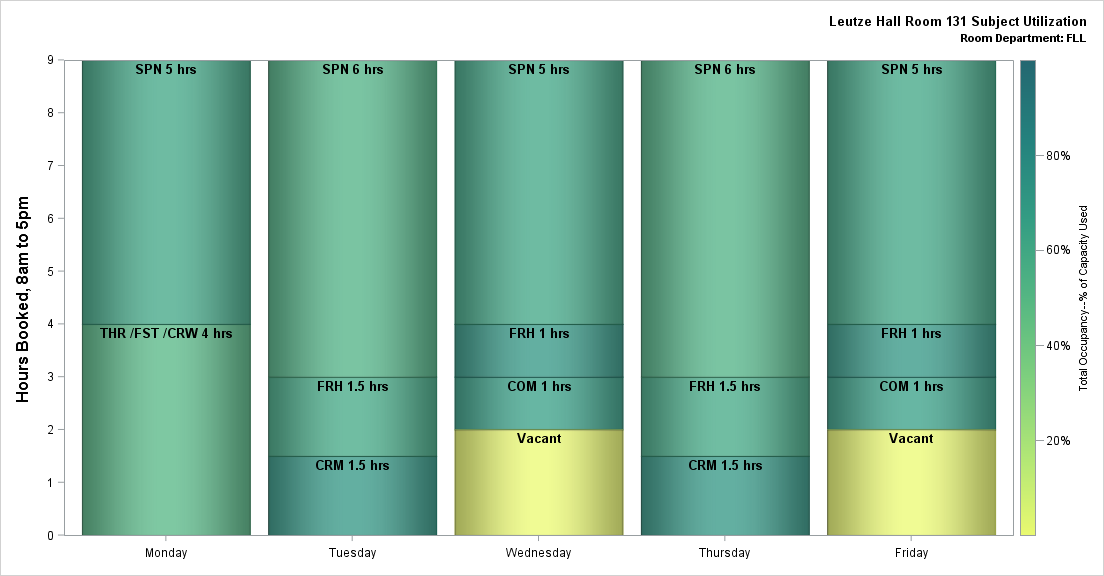 Leutze Hall Room 131 Subject Utilization
Room Department: FLL
Hours Booked, 8am to 5pm
9
8
7
6
5
4
3
2
1
0
SPN 5 hrs
THR /FST /CRW 4 hrs
SPN 6 hrs
FRH 1.5 hrs
CRM 1.5 hrs
SPN 5 hrs
FRH 1 hrs
COM 1 hrs
Vacant
SPN 6 hrs
FRH 1.5 hrs
CRM 1.5 hrs
SPN 5 hrs
FRH 1 hrs
COM 1 hrs
Vacant
Monday
Tuesday
Wednesday
Thursday
Friday
80%
60%
40%
20%
Total Occupancy--% of Capacity Used